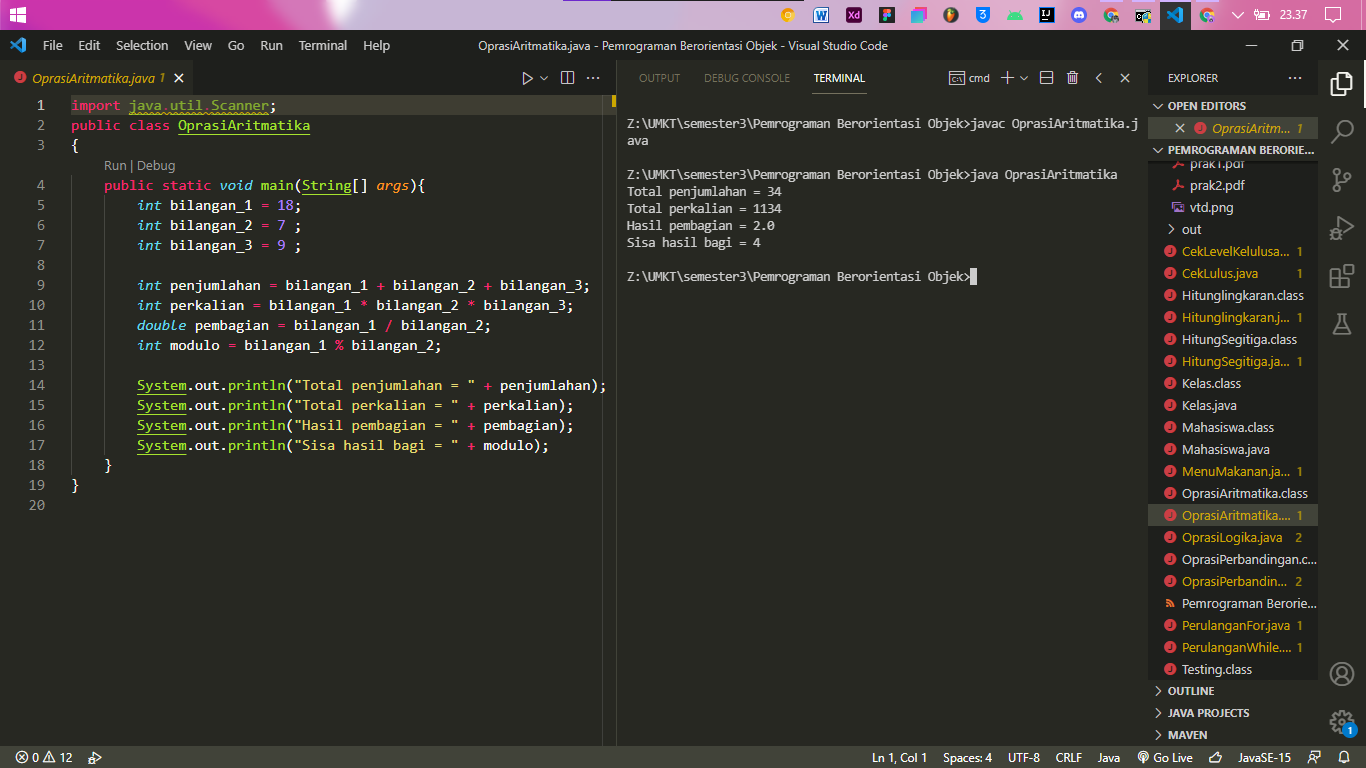 23.37
File Edit Selection View Go Run Terminal Help
OprasiAritmatika.java - Pemrograman Berorientasi Objek - Visual Studio Code
OprasiAritmatika.java 1
1 import java.util.Scanner;
2 public class OprasiAritmatika
3 {
Run | Debug
4 public static void main(String[] args){
5 int bilangan_1 = 18;
6 int bilangan_2 = 7 ;
7 int bilangan_3 = 9 ;
8
9 int penjumlahan = bilangan_1 + bilangan_2 + bilangan_3;
10 int perkalian = bilangan_1 * bilangan_2 * bilangan_3;
11 double pembagian = bilangan_1 / bilangan_2;
12 int modulo = bilangan_1 % bilangan_2;
13
14 System.out.println("Total penjumlahan = " + penjumlahan);
15 System.out.println("Total perkalian = " + perkalian);
16 System.out.println("Hasil pembagian = " + pembagian);
17 System.out.println("Sisa hasil bagi = " + modulo);
18 }
19 }
20
OUTPUT DEBUG CONSOLE TERMINAL
cmd
Z:\UMKT\semester3\Pemrograman Berorientasi Objek>javac OprasiAritmatika.j
ava
Z:\UMKT\semester3\Pemrograman Berorientasi Objek>java OprasiAritmatika
Total penjumlahan = 34
Total perkalian = 1134
Hasil pembagian = 2.0
Sisa hasil bagi = 4
Z:\UMKT\semester3\Pemrograman Berorientasi Objek>
EXPLORER
OPEN EDITORS
OprasiAritm... 1
PEMROGRAMAN BERORIE...
prak1.pdf
prak2.pdf
vtd.png
out
CekLevelKelulusa... 1
CekLulus.java 1
Hitunglingkaran.class
Hitunglingkaran.j... 1
HitungSegitiga.class
HitungSegitiga.ja... 1
Kelas.class
Kelas.java
Mahasiswa.class
Mahasiswa.java
MenuMakanan.ja... 1
OprasiAritmatika.class
OprasiAritmatika.... 1
OprasiLogika.java 2
OprasiPerbandingan.c...
OprasiPerbandin... 2
Pemrograman Berorie...
PerulanganFor.java 1
PerulanganWhile.... 1
Testing.class
OUTLINE
JAVA PROJECTS
MAVEN
1
0 12
Ln 1, Col 1 Spaces: 4 UTF-8 CRLF Java Go Live JavaSE-15